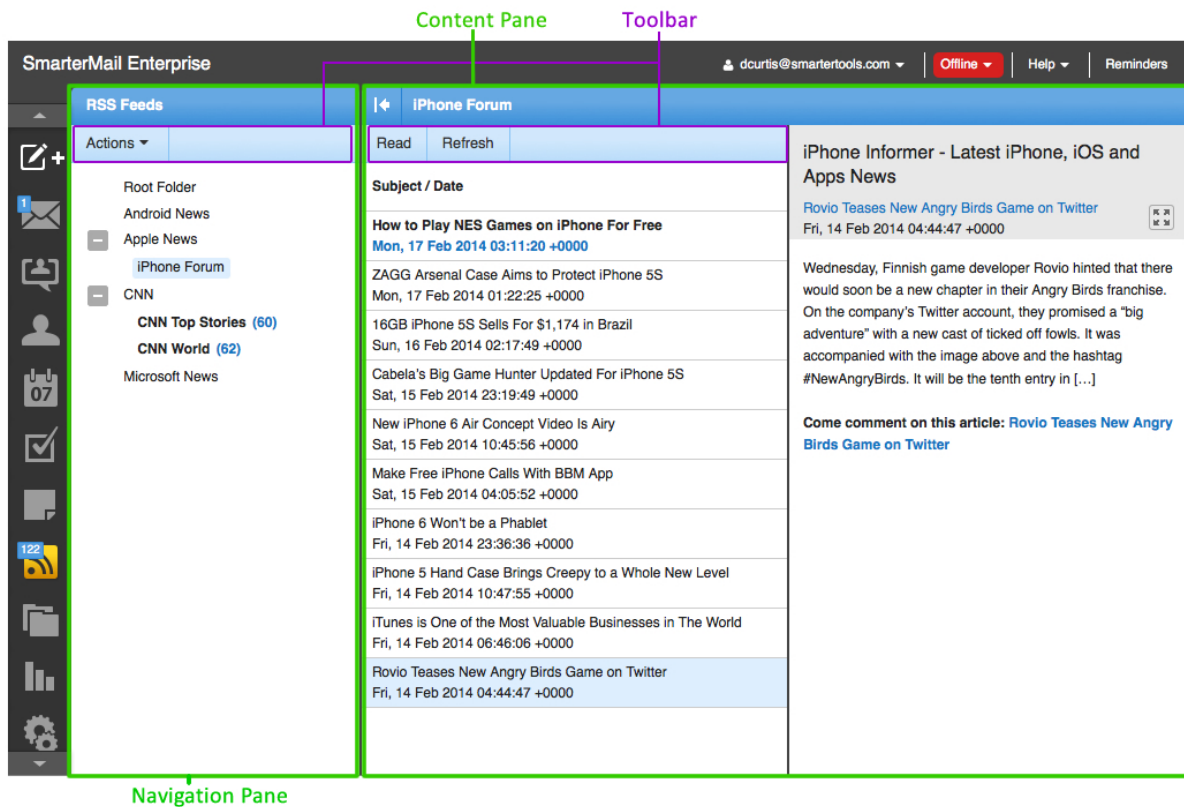 Content Pane
Toolbar
SmarterMail Enterprise
dcurtis@smartertools.com
Offline
Help
Reminders
RSS Feeds
iPhone Forum
Actions
Read
Refresh
1
07
122
Root Folder
Android News
Apple News
iPhone Forum
CNN
CNN Top Stories (60)
CNN World (62)
Microsoft News
Subject / Date
How to Play NES Games on iPhone For Free
Mon, 17 Feb 2014 03:11:20 +0000
ZAGG Arsenal Case Aims to Protect iPhone 5S
Mon, 17 Feb 2014 01:22:25 +0000
16GB iPhone 5S Sells For $1,174 in Brazil
Sun, 16 Feb 2014 02:17:49 +0000
Cabela's Big Game Hunter Updated For iPhone 5S
Sat, 15 Feb 2014 23:19:49 +0000
New iPhone 6 Air Concept Video Is Airy
Sat, 15 Feb 2014 10:45:56 +0000
Make Free iPhone Calls With BBM App
Sat, 15 Feb 2014 04:05:52 +0000
iPhone 6 Won't be a Phablet
Fri, 14 Feb 2014 23:36:36 +0000
iPhone 5 Hand Case Brings Creepy to a Whole New Level
Fri, 14 Feb 2014 10:47:55 +0000
iTunes is One of the Most Valuable Businesses in The World
Fri, 14 Feb 2014 06:46:06 +0000
Rovio Teases New Angry Birds Game on Twitter
Fri, 14 Feb 2014 04:44:47 +0000
iPhone Informer - Latest iPhone, iOS and
Apps News
Rovio Teases New Angry Birds Game on Twitter
Fri, 14 Feb 2014 04:44:47 +0000
Wednesday, Finnish game developer Rovio hinted that there
would soon be a new chapter in their Angry Birds franchise.
On the company's Twitter account, they promised a "big
adventure" with a new cast of ticked off fowls. It was
accompanied with the image above and the hashtag
#NewAngryBirds. It will be the tenth entry in […]
Come comment on this article: Rovio Teases New Angry
Birds Game on Twitter
Navigation Pane